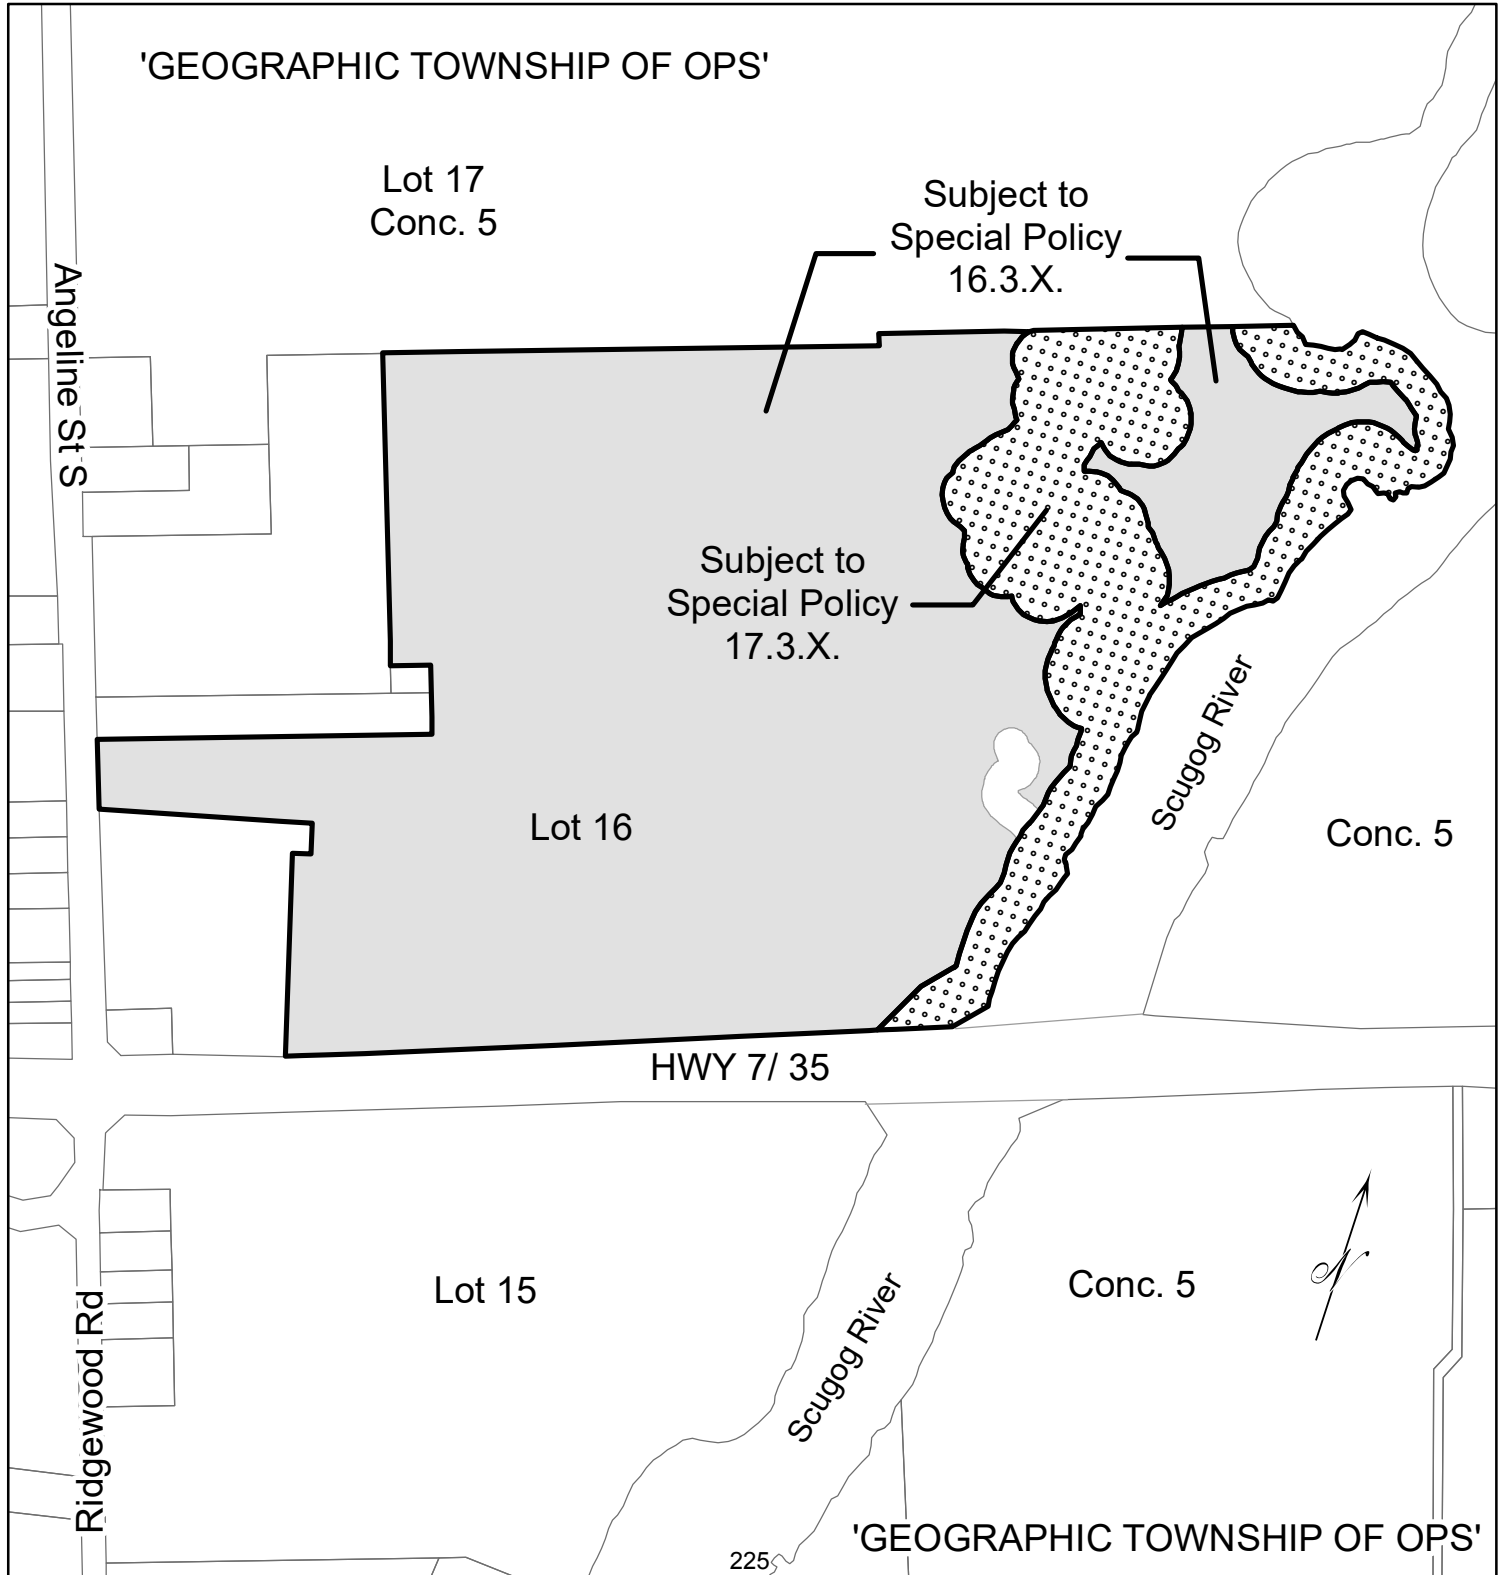 'GEOGRAPHIC TOWNSHIP OF OPS'
Lot 17
Conc. 5
Subject to
Special Policy
16.3.X.
Angeline St S
Subject to
Special Policy
17.3.X.
Scugog River
Lot 16
Conc. 5
HWY 7/ 35
N
Lot 15
Conc. 5
Scugog River
Ridgewood Rd
'GEOGRAPHIC TOWNSHIP OF OPS'
225